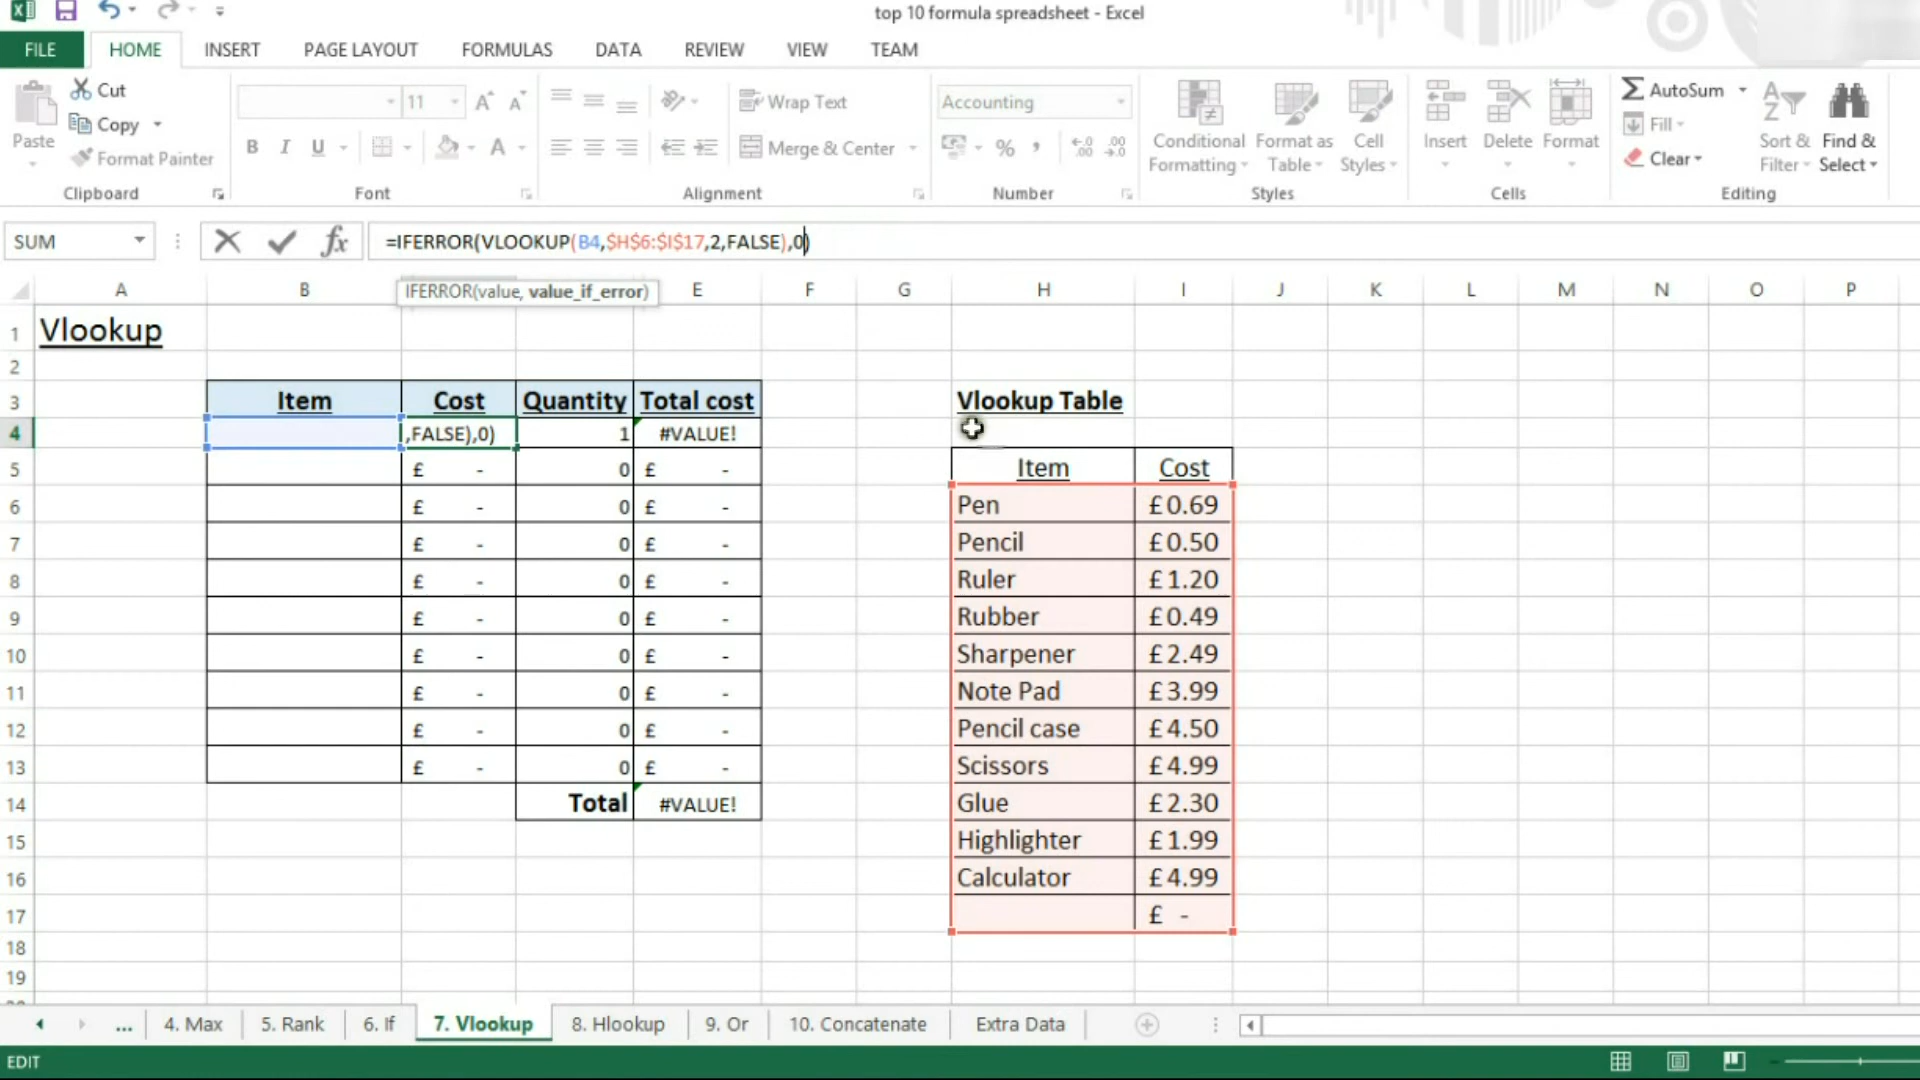 top 10 formula spreadsheet - Excel
FILE HOME INSERT PAGE LAYOUT FORMULAS DATA REVIEW VIEW TEAM
Paste
Cut
Copy
Format Painter
Clipboard
11
B I U A
Font
Wrap Text
Merge & Center
Alignment
Accounting
% ,
Number
Conditional Formatting
Format as Table
Cell Styles
Styles
Insert Delete Format
Cells
AutoSum
Fill
Clear
Sort & Filter
Find & Select
Editing
SUM fx =IFERROR(VLOOKUP(B4,$H$6:$I$17,2,FALSE),0)
IFERROR(value, value_if_error)
A B E F G H I J K L M N O P
1 Vlookup
2
3 Item Cost Quantity Total cost Vlookup Table
4 ,FALSE),0) 1 #VALUE!
5 £ - 0 £ - Item Cost
6 £ - 0 £ - Pen £0.69
7 £ - 0 £ - Pencil £0.50
8 £ - 0 £ - Ruler £1.20
9 £ - 0 £ - Rubber £0.49
10 £ - 0 £ - Sharpener £2.49
11 £ - 0 £ - Note Pad £3.99
12 £ - 0 £ - Pencil case £4.50
13 £ - 0 £ - Scissors £4.99
14 Total #VALUE! Glue £2.30
15 Highlighter £1.99
16 Calculator £4.99
17 £ -
18
19
... 4. Max 5. Rank 6. If 7. Vlookup 8. Hlookup 9. Or 10. Concatenate Extra Data
EDIT